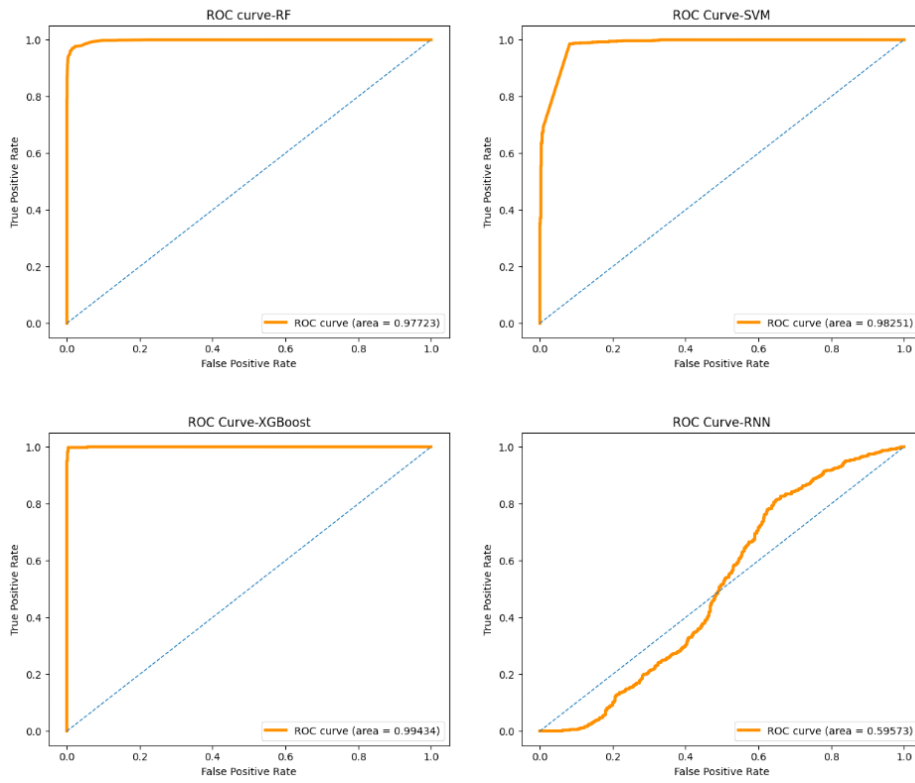 ROC curve-RF
1.0
0.8
0.6
0.4
0.2
0.0
True Positive Rate
ROC curve (area = 0.97723)
0.0 0.2 0.4 0.6 0.8 1.0
False Positive Rate
ROC Curve-SVM
1.0
0.8
0.6
0.4
0.2
0.0
True Positive Rate
ROC curve (area = 0.98251)
0.0 0.2 0.4 0.6 0.8 1.0
False Positive Rate
ROC Curve-XGBoost
1.0
0.8
0.6
0.4
0.2
0.0
True Positive Rate
ROC curve (area = 0.99434)
0.0 0.2 0.4 0.6 0.8 1.0
False Positive Rate
ROC Curve-RNN
1.0
0.8
0.6
0.4
0.2
0.0
True Positive Rate
ROC curve (area = 0.59573)
0.0 0.2 0.4 0.6 0.8 1.0
False Positive Rate